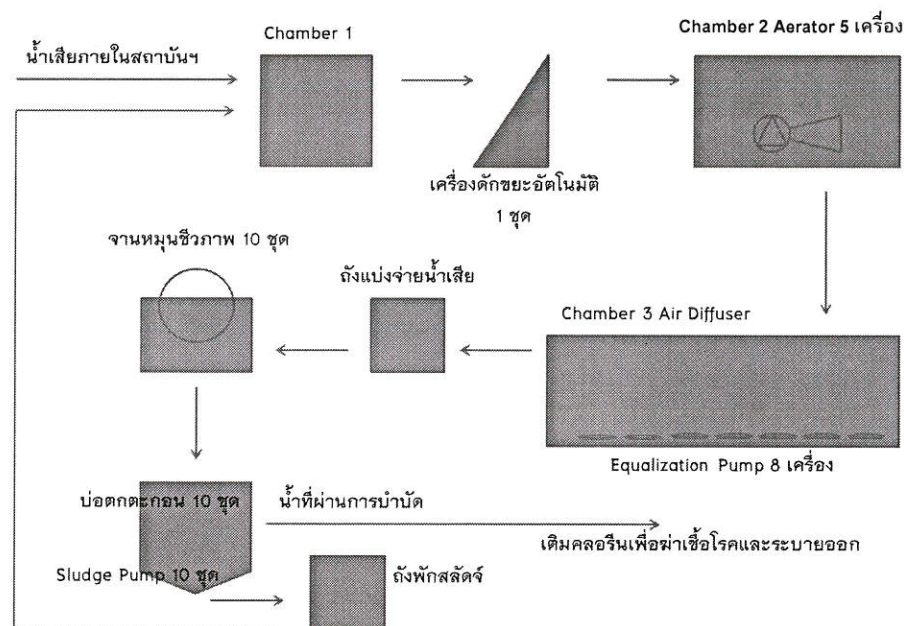 Chamber 1
Chamber 2 Aerator 5 เครื่อง
น้ำเสียภายในสถาบันฯ
เครื่องดักขยะอัตโนมัติ
1 ชุด
จานหมุนชีวภาพ 10 ชุด
ถังแบ่งจ่ายน้ำเสีย
Chamber 3 Air Diffuser
Equalization Pump 8 เครื่อง
บ่อตกตะกอน 10 ชุด
น้ำที่ผ่านการบำบัด
เติมคลอรีนเพื่อฆ่าเชื้อโรคและระบายออก
Sludge Pump 10 ชุด
ถังพักสลัดจ์